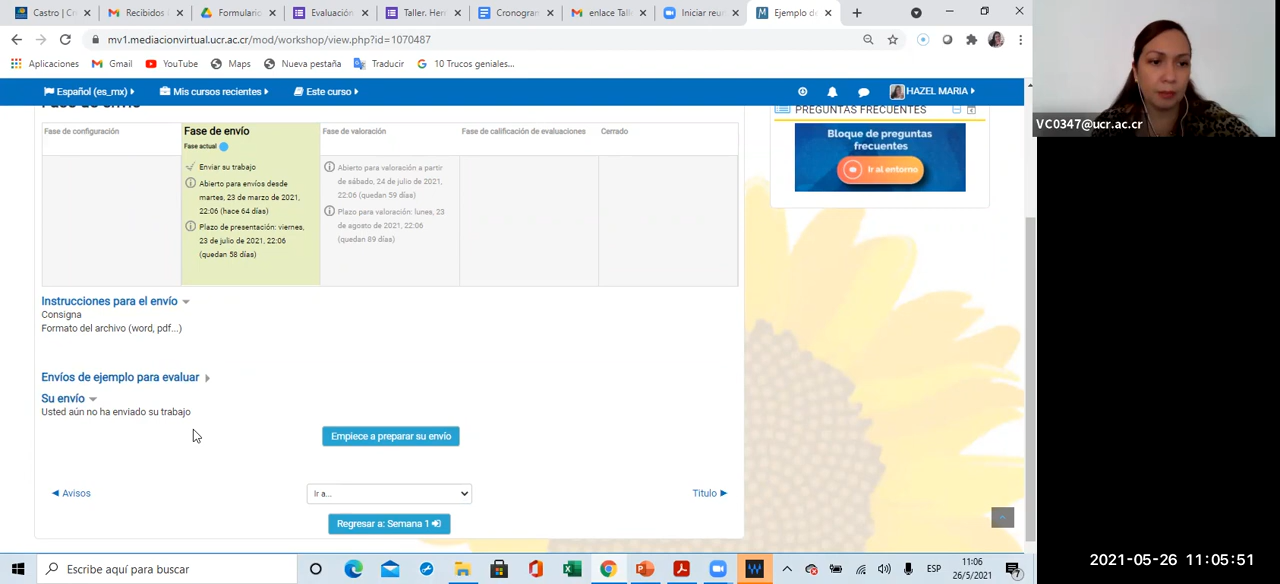 Castro | Cr
Recibidos
Formulario
Evaluación
Taller. Her
Cronogran
enlace Tall
Iniciar reun
Ejemplo de
mv1.mediacionvirtual.ucr.ac.cr/mod/workshop/view.php?id=1070487
Aplicaciones
Gmail
YouTube
Maps
Nueva pestaña
Traducir
10 Trucos geniales...
VC0347@ucr.ac.cr
Español (es_mx)
Mis cursos recientes
Este curso
HAZEL MARIA
Fase de envío
PREGUNTAS FRECUENTES
Bloque de preguntas
frecuentes
Ir al entorno
Fase de configuración
Fase de envío
Fase actual
Enviar su trabajo
Abierto para envíos desde
martes, 23 de marzo de 2021,
22:06 (hace 64 días)
Plazo de presentación: viernes,
23 de julio de 2021, 22:06
(quedan 58 días)
Fase de valoración
Abierto para valoración a partir
de sábado, 24 de julio de 2021,
22:06 (quedan 59 días)
Plazo para valoración: lunes, 23
de agosto de 2021, 22:06
(quedan 89 días)
Fase de calificación de evaluaciones
Cerrado
Instrucciones para el envío
Consigna
Formato del archivo (word, pdf...)
Envíos de ejemplo para evaluar
Su envío
Usted aún no ha enviado su trabajo
Empiece a preparar su envío
Avisos
Ir a...
Titulo
Regresar a: Semana 1
Escribe aquí para buscar
ESP
11:06
26/5/2021
7
2021-05-26 11:05:51